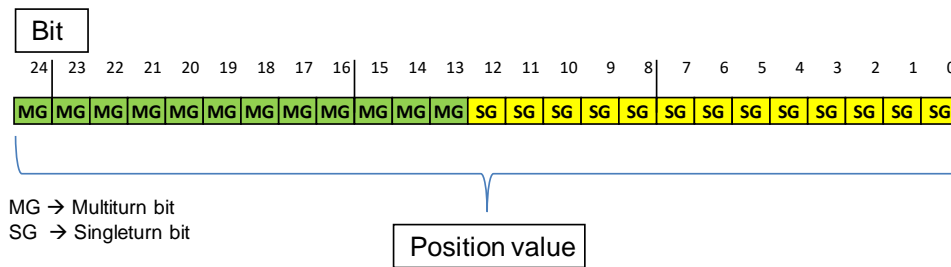 Bit
24 23 22 21 20 19 18 17 16 15 14 13 12 11 10 9 8 7 6 5 4 3 2 1 0
MG MG MG MG MG MG MG MG MG MG MG MG SG SG SG SG SG SG SG SG SG SG SG SG SG
MG → Multiturn bit
SG → Singleturn bit
Position value